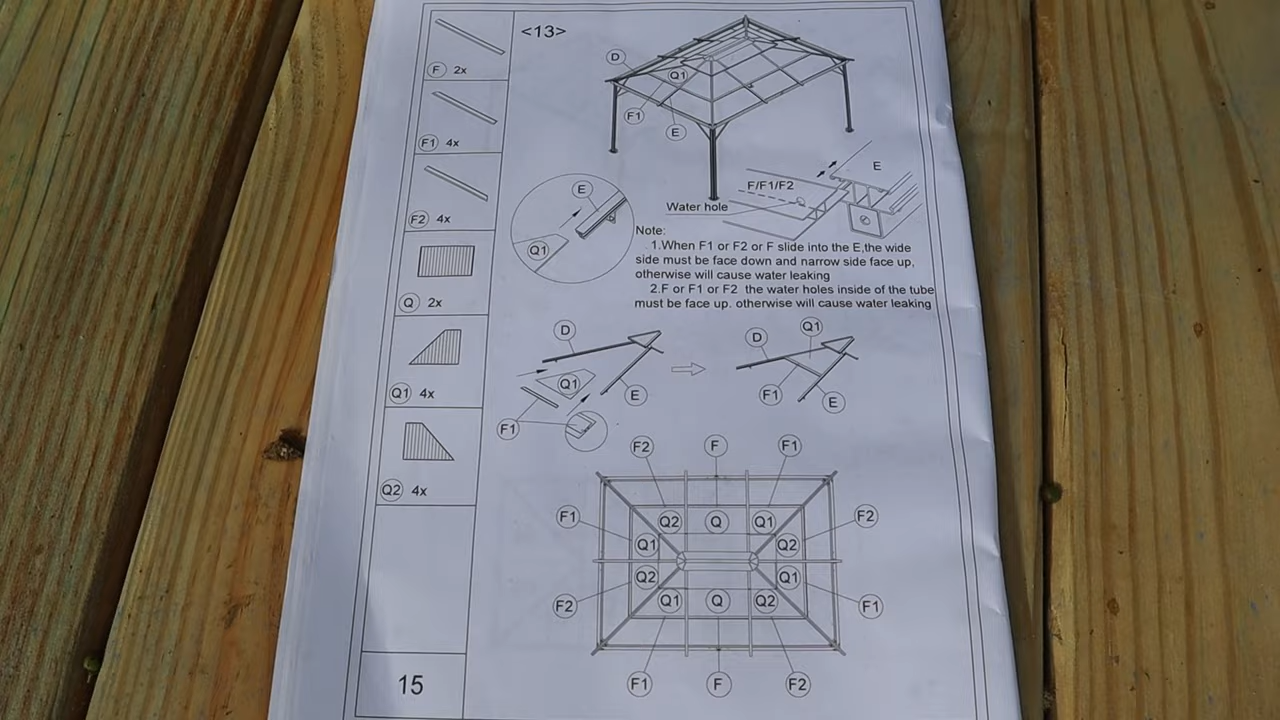 <13>
F 2x
F1 4x
F2 4x
Q 2x
Q1 4x
Q2 4x
15
D
Q1
F1
E
E
F/F1/F2
Water hole
E
Q1
Note:
1.When F1 or F2 or F slide into the E,the wide
side must be face down and narrow side face up,
otherwise will cause water leaking
2.F or F1 or F2 the water holes inside of the tube
must be face up. otherwise will cause water leaking
D
Q1
E
F1
D
Q1
F1
E
F2 F F1
F1 Q2 Q Q1 F2
Q1 Q2
Q2 Q1
F2 Q1 Q Q2 F1
F1 F F2